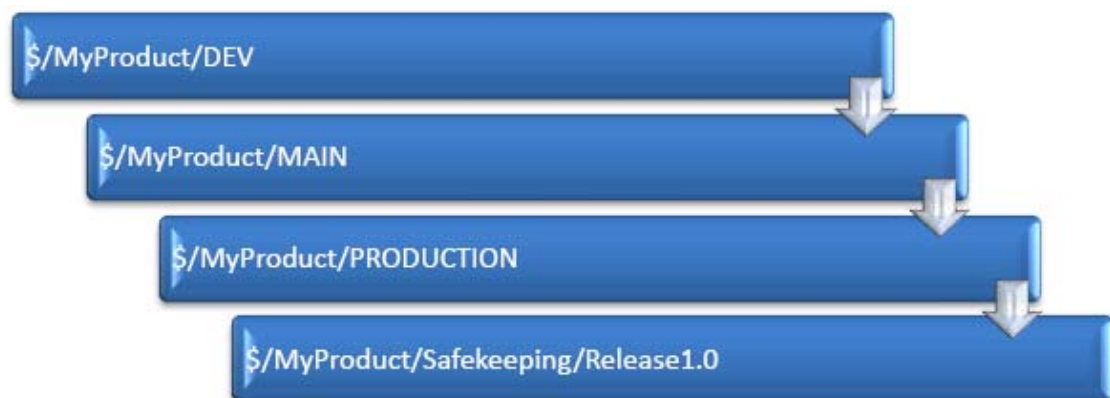 $/MyProduct/DEV
$/MyProduct/MAIN
$/MyProduct/PRODUCTION
$/MyProduct/Safekeeping/Release1.0